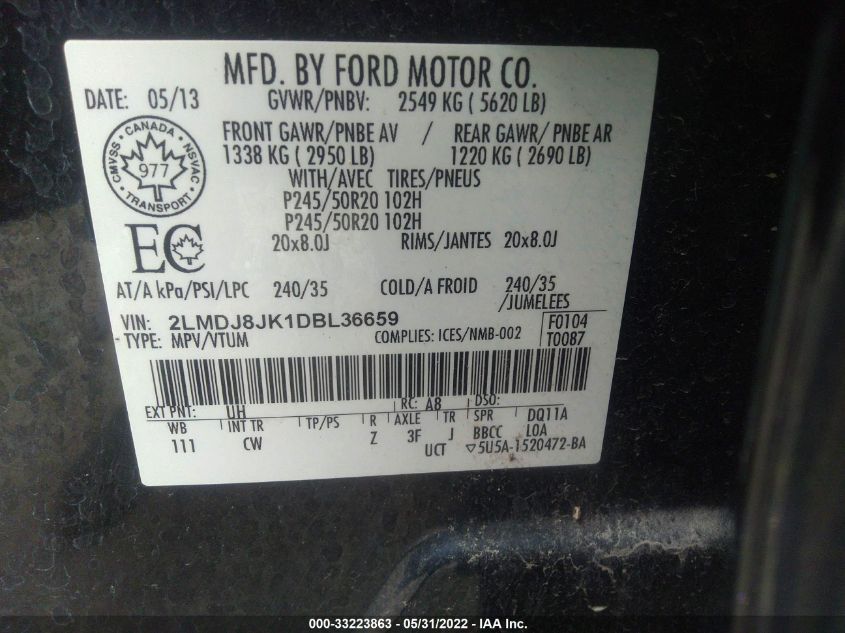 MFD. BY FORD MOTOR CO.
DATE: 05/13 GVWR/PNBV: 2549 KG ( 5620 LB)
FRONT GAWR/PNBE AV / REAR GAWR/ PNBE AR
1338 KG ( 2950 LB) 1220 KG ( 2690 LB)
WITH/AVEC TIRES/PNEUS
P245/50R20 102H
P245/50R20 102H
20x8.0J RIMS/JANTES 20x8.0J
CMVSS • CANADA • NSVAC • TRANSPORT •
977
EC
AT/A kPa/PSI/LPC 240/35 COLD/A FROID 240/35
/JUMELEES
VIN: 2LMDJ8JK1DBL36659
TYPE: MPV/VTUM COMPLIES: ICES/NMB-002
F0104
T0087
EXT PNT: UH RC: A8 DSO:
WB INT TR TP/PS R AXLE TR SPR DQ11A
111 CW Z 3F J BBCC LOA
UCT ▽5U5A-1520472-BA
000-33223863 - 05/31/2022 - IAA Inc.